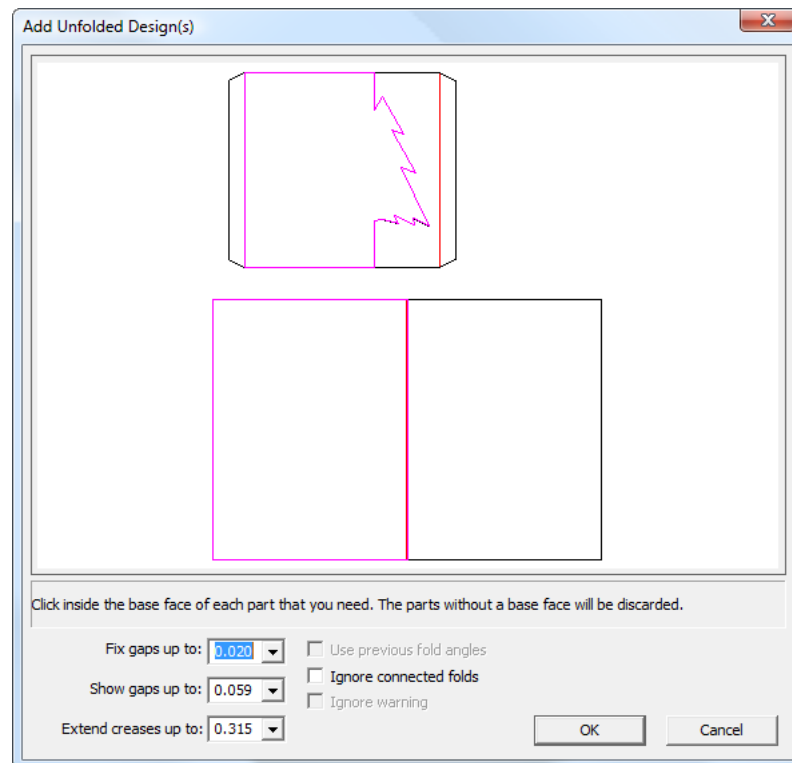 Add Unfolded Design(s)
Click inside the base face of each part that you need. The parts without a base face will be discarded.
Fix gaps up to: 0.020
Use previous fold angles
Ignore connected folds
Show gaps up to: 0.059
Ignore warning
Extend creases up to: 0.315
OK Cancel